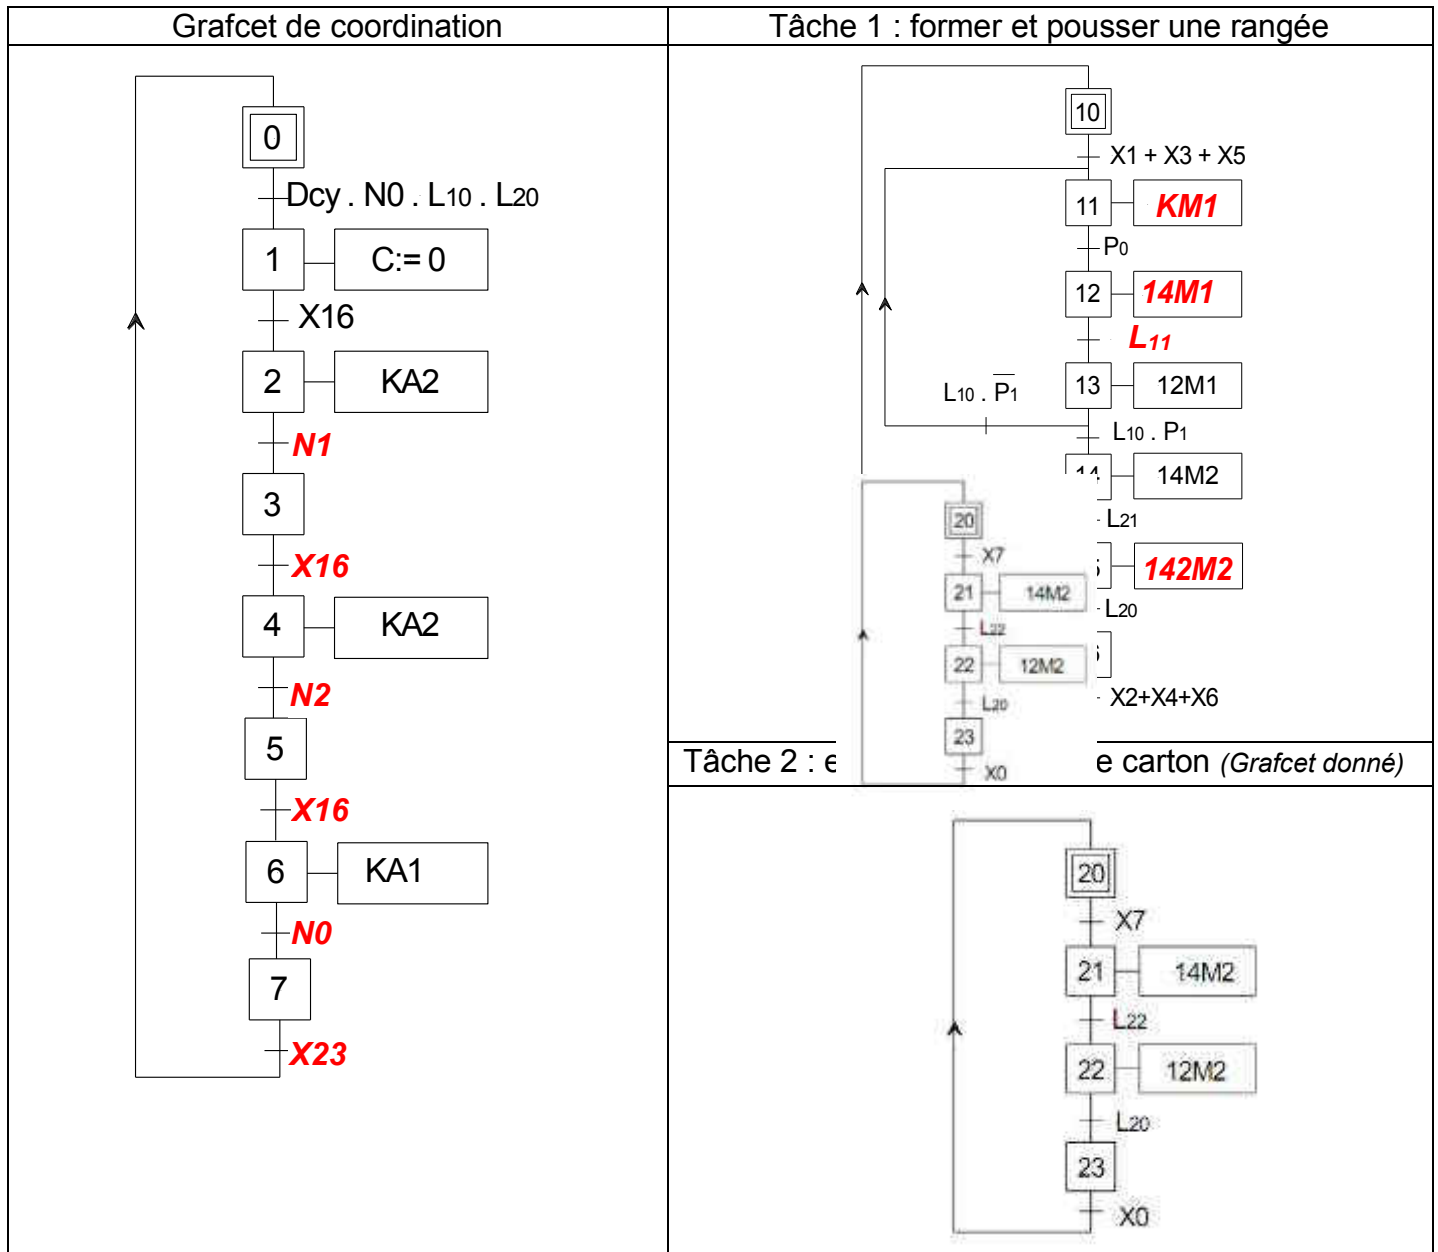 Grafcet de coordination
0
Dcy . N0 . L10 . L20
1 C:= 0
X16
2 KA2
N1
3
X16
4 KA2
N2
5
X16
6 KA1
N0
7
X23
Tâche 1 : former et pousser une rangée
10
X1 + X3 + X5
11 KM1
P0
12 14M1
L11
13 12M1
L10 . P̅1̅
L10 . P1
14 14M2
L21
142M2
L20
X2+X4+X6
20
X7
21 14M2
L22
22 12M2
L20
23
X0
Tâche 2 : e
e carton (Grafcet donné)
20
X7
21 14M2
L22
22 12M2
L20
23
X0